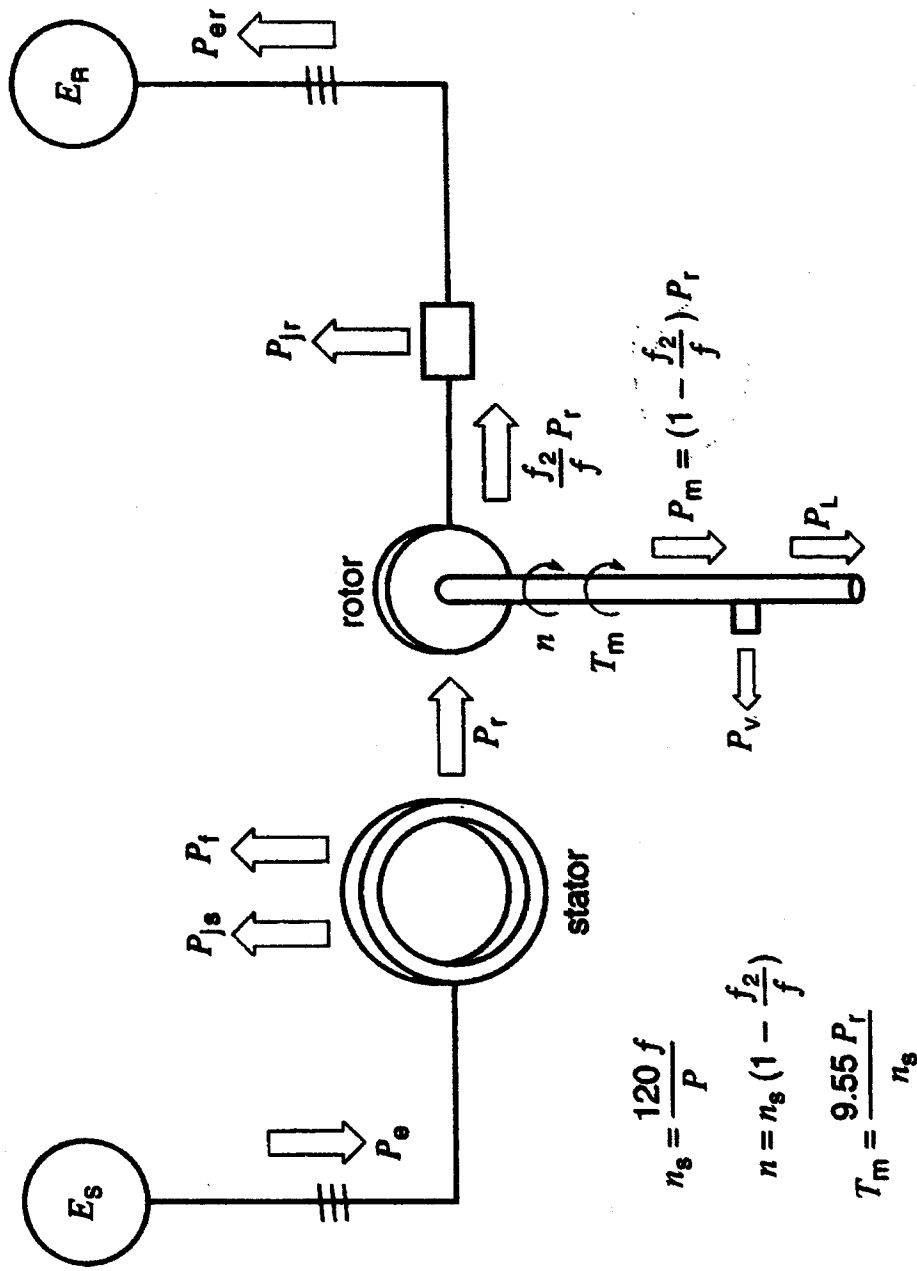 E_S
P_e
P_js
P_f
stator
P_r
rotor
n
T_m
P_v
f_2/f P_r
P_jr
E_R
P_er
P_m = (1 - f_2/f) P_r
P_L
n_s = 120 f / P
n = n_s (1 - f_2/f)
T_m = 9.55 P_r / n_s